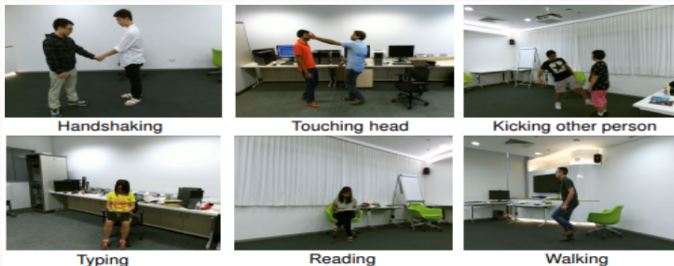 Handshaking
Touching head
Kicking other person
Typing
Reading
Walking